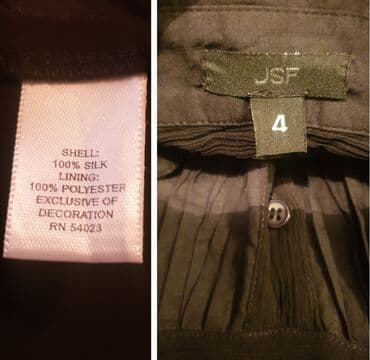 SHELL:
100% SILK
LINING:
100% POLYESTER
EXCLUSIVE OF
DECORATION
RN 54023
JSF
4